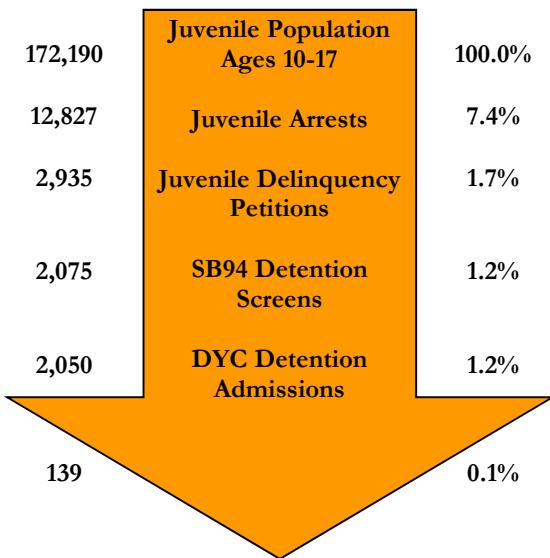 Juvenile Population
172,190 Ages 10-17 100.0%
12,827 Juvenile Arrests 7.4%
2,935 Juvenile Delinquency 1.7%
Petitions
2,075 SB94 Detention 1.2%
Screens
2,050 DYC Detention 1.2%
Admissions
139 0.1%